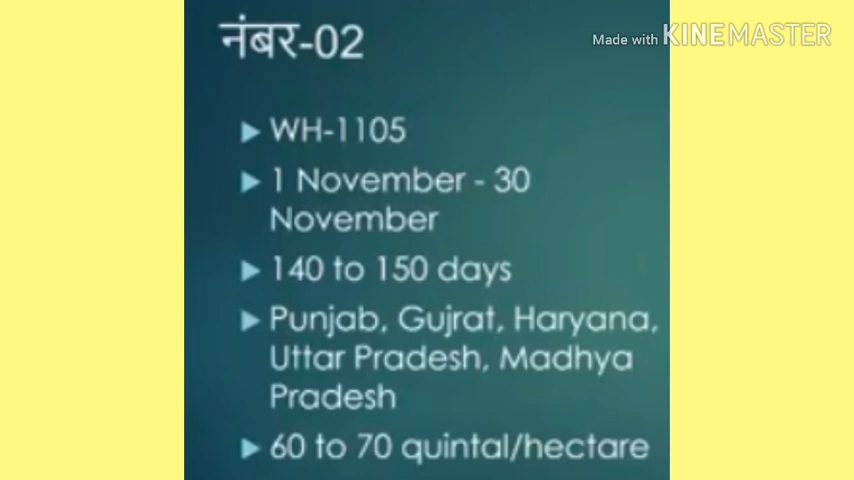 नंबर-02
Made with KINEMASTER
WH-1105
1 November - 30
November
140 to 150 days
Punjab, Gujrat, Haryana,
Uttar Pradesh, Madhya
Pradesh
60 to 70 quintal/hectare